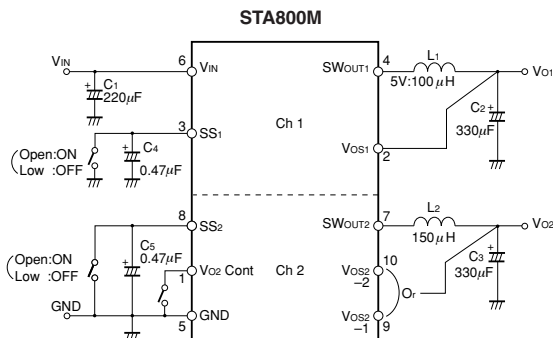 STA800M
VIN
6
VIN
SWOUT1
4
L1
5V:100μH
VO1
C1
220μF
+
Ch 1
C2
+
330μF
3
SS1
VOS1
2
(Open:ON
Low :OFF
+
C4
0.47μF
8
SS2
SWOUT2
7
L2
150μH
VO2
(Open:ON
Low :OFF
+
C5
0.47μF
1
VO2 Cont
Ch 2
VOS2
-2
10
Or
C3
+
330μF
GND
5
GND
VOS2
-1
9